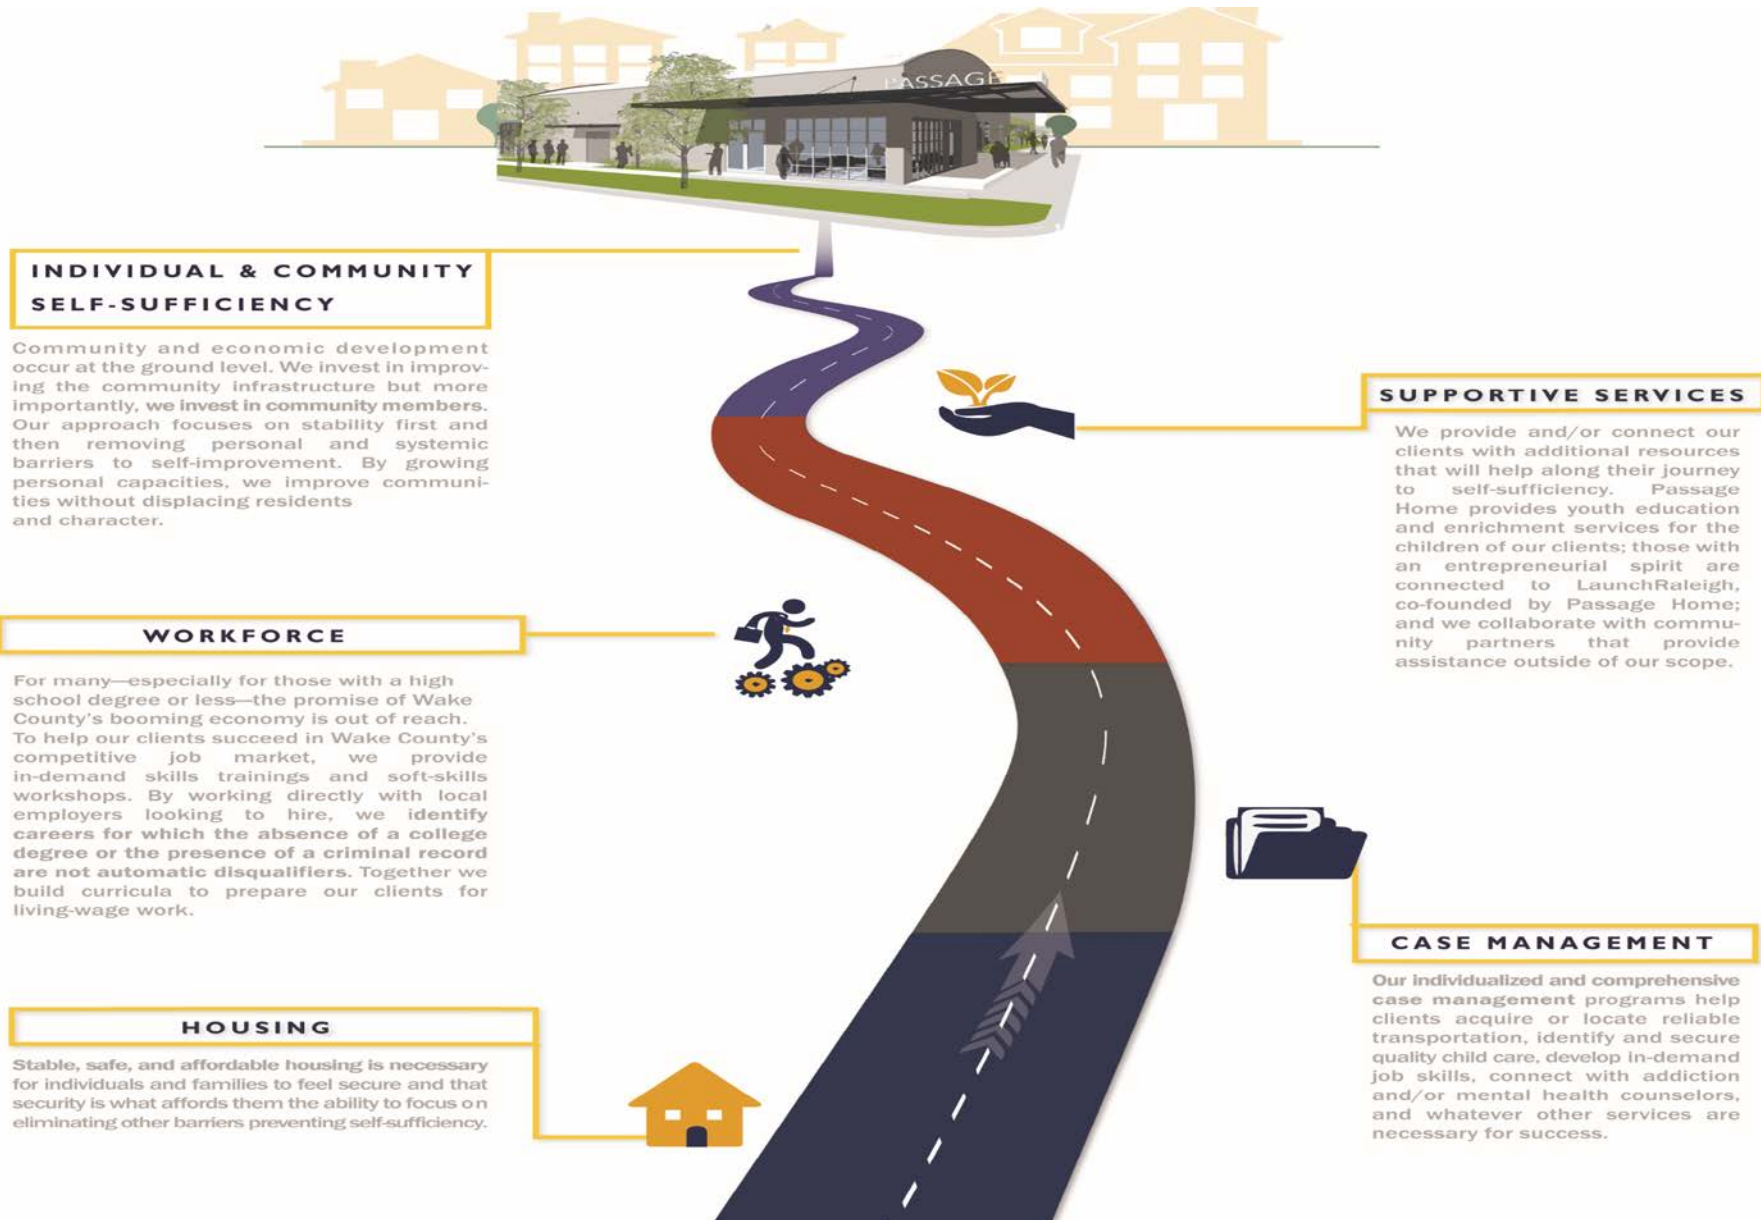 PASSAGE
INDIVIDUAL & COMMUNITY
SELF-SUFFICIENCY
Community and economic development
occur at the ground level. We invest in improv-
ing the community infrastructure but more
importantly, we invest in community members.
Our approach focuses on stability first and
then removing personal and systemic
barriers to self-improvement. By growing
personal capacities, we improve communi-
ties without displacing residents
and character.
SUPPORTIVE SERVICES
We provide and/or connect our
clients with additional resources
that will help along their journey
to self-sufficiency. Passage
Home provides youth education
and enrichment services for the
children of our clients; those with
an entrepreneurial spirit are
connected to LaunchRaleigh,
co-founded by Passage Home;
and we collaborate with commu-
nity partners that provide
assistance outside of our scope.
WORKFORCE
For many—especially for those with a high
school degree or less—the promise of Wake
County's booming economy is out of reach.
To help our clients succeed in Wake County's
competitive job market, we provide
in-demand skills trainings and soft-skills
workshops. By working directly with local
employers looking to hire, we identify
careers for which the absence of a college
degree or the presence of a criminal record
are not automatic disqualifiers. Together we
build curricula to prepare our clients for
living-wage work.
CASE MANAGEMENT
Our individualized and comprehensive
case management programs help
clients acquire or locate reliable
transportation, identify and secure
quality child care, develop in-demand
job skills, connect with addiction
and/or mental health counselors,
and whatever other services are
necessary for success.
HOUSING
Stable, safe, and affordable housing is necessary
for individuals and families to feel secure and that
security is what affords them the ability to focus on
eliminating other barriers preventing self-sufficiency.